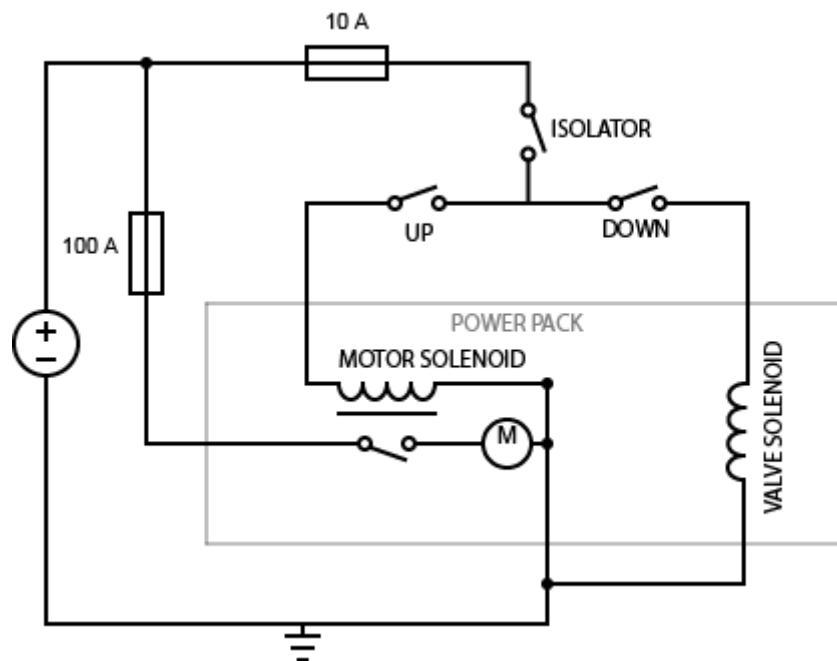 10 A
ISOLATOR
UP
DOWN
100 A
POWER PACK
MOTOR SOLENOID
M
VALVE SOLENOID